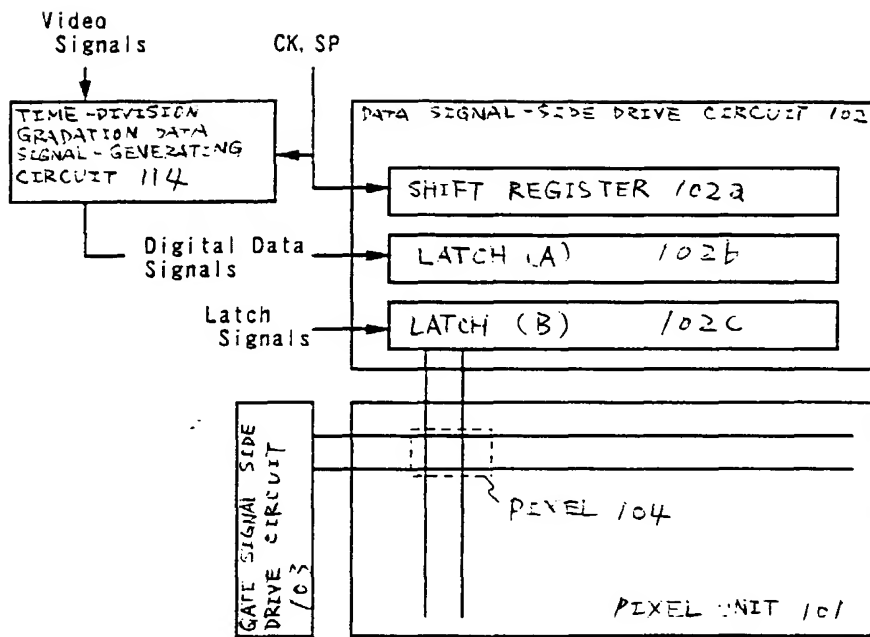 Video
Signals
CK, SP
TIME-DIVISION
GRADATION DATA
SIGNAL-GENERATING
CIRCUIT 114
DATA SIGNAL-SIDE DRIVE CIRCUIT 102
SHIFT REGISTER 102a
Digital Data
Signals
LATCH (A) 102b
Latch
Signals
LATCH (B) 102c
GATE SIGNAL SIDE
DRIVE CIRCUIT
103
PIXEL 104
PIXEL UNIT 101